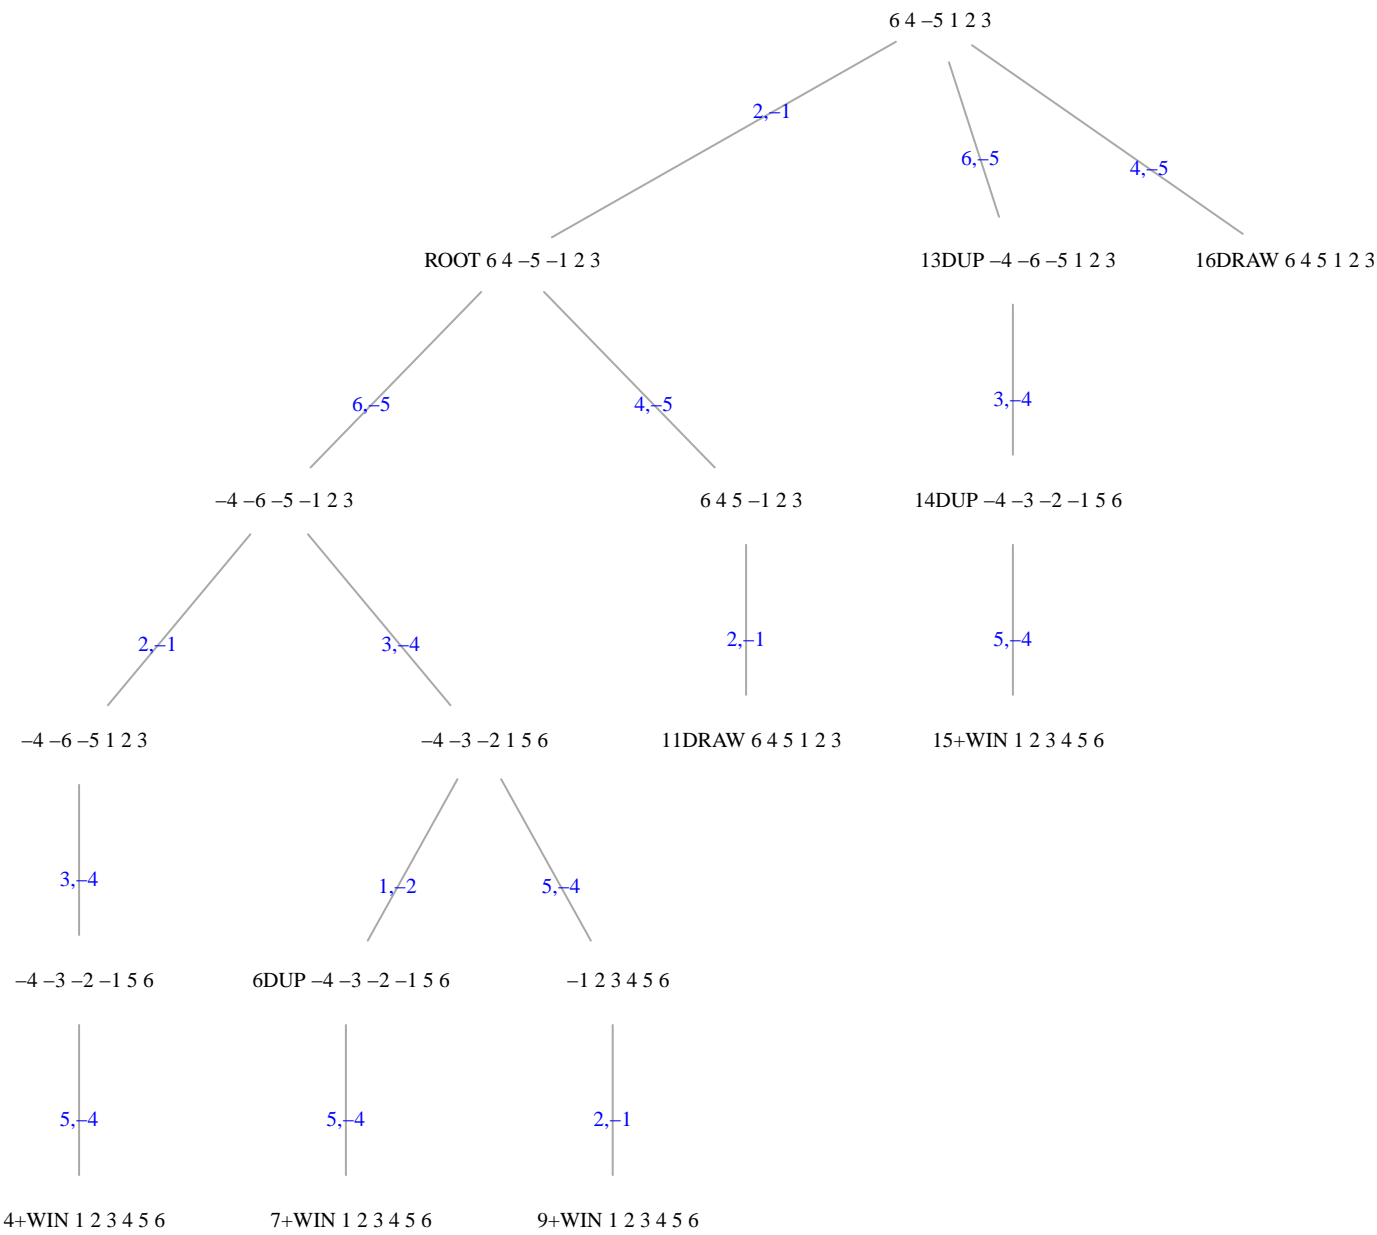 6 4 −5 1 2 3
2,−1
6,−5
4,−5
ROOT 6 4 −5 −1 2 3
13DUP −4 −6 −5 1 2 3
16DRAW 6 4 5 1 2 3
6,−5
4,−5
3,−4
−4 −6 −5 −1 2 3
6 4 5 −1 2 3
14DUP −4 −3 −2 −1 5 6
2,−1
3,−4
2,−1
5,−4
−4 −6 −5 1 2 3
−4 −3 −2 1 5 6
11DRAW 6 4 5 1 2 3
15+WIN 1 2 3 4 5 6
3,−4
1,−2
5,−4
−4 −3 −2 −1 5 6
6DUP −4 −3 −2 −1 5 6
−1 2 3 4 5 6
5,−4
5,−4
2,−1
4+WIN 1 2 3 4 5 6
7+WIN 1 2 3 4 5 6
9+WIN 1 2 3 4 5 6